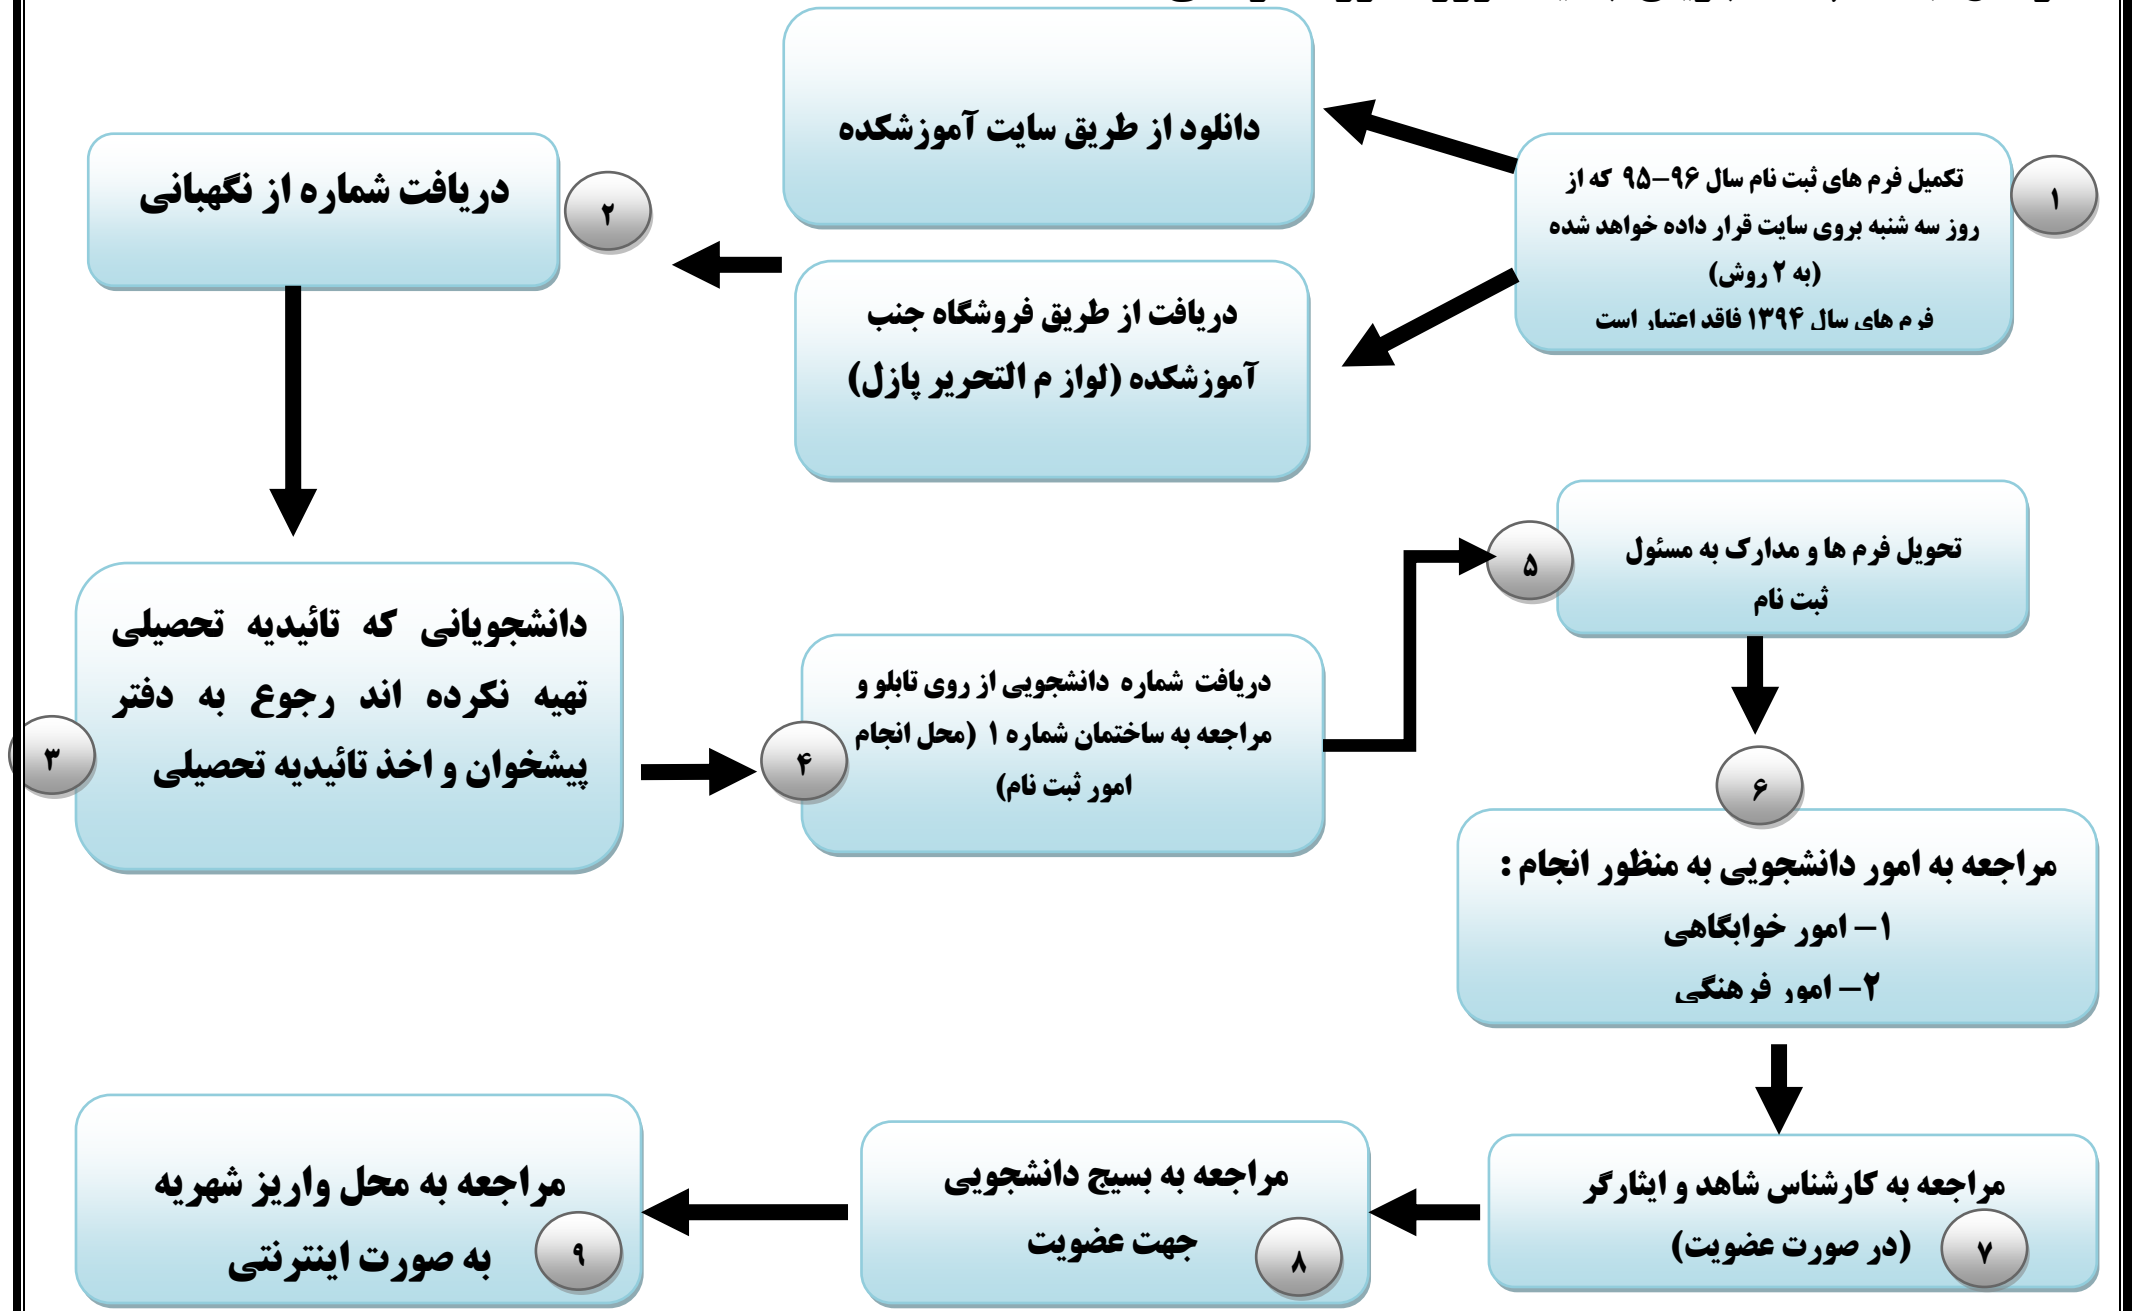 ۱
تکمیل فرم های ثبت نام سال ۹۶-۹۵ که از
روز سه شنبه بروی سایت قرار داده خواهد شده
(به ۲ روش)
فرم های سال ۱۳۹۴ فاقد اعتبار است
دانلود از طریق سایت آموزشکده
دریافت از طریق فروشگاه جنب
آموزشکده (لواز م التحریر پازل)
۲
دریافت شماره از نگهبانی
۳
دانشجویانی که تائیدیه تحصیلی
تهیه نکرده اند رجوع به دفتر
پیشخوان و اخذ تائیدیه تحصیلی
۴
دریافت شماره دانشجویی از روی تابلو و
مراجعه به ساختمان شماره ۱ (محل انجام
امور ثبت نام)
۵
تحویل فرم ها و مدارک به مسئول
ثبت نام
۶
مراجعه به امور دانشجویی به منظور انجام :
۱- امور خوابگاهی
۲- امور فرهنگی
مراجعه به کارشناس شاهد و ایثارگر
(در صورت عضویت)
۷
مراجعه به بسیج دانشجویی
جهت عضویت
۸
مراجعه به محل واریز شهریه
به صورت اینترنتی
۹